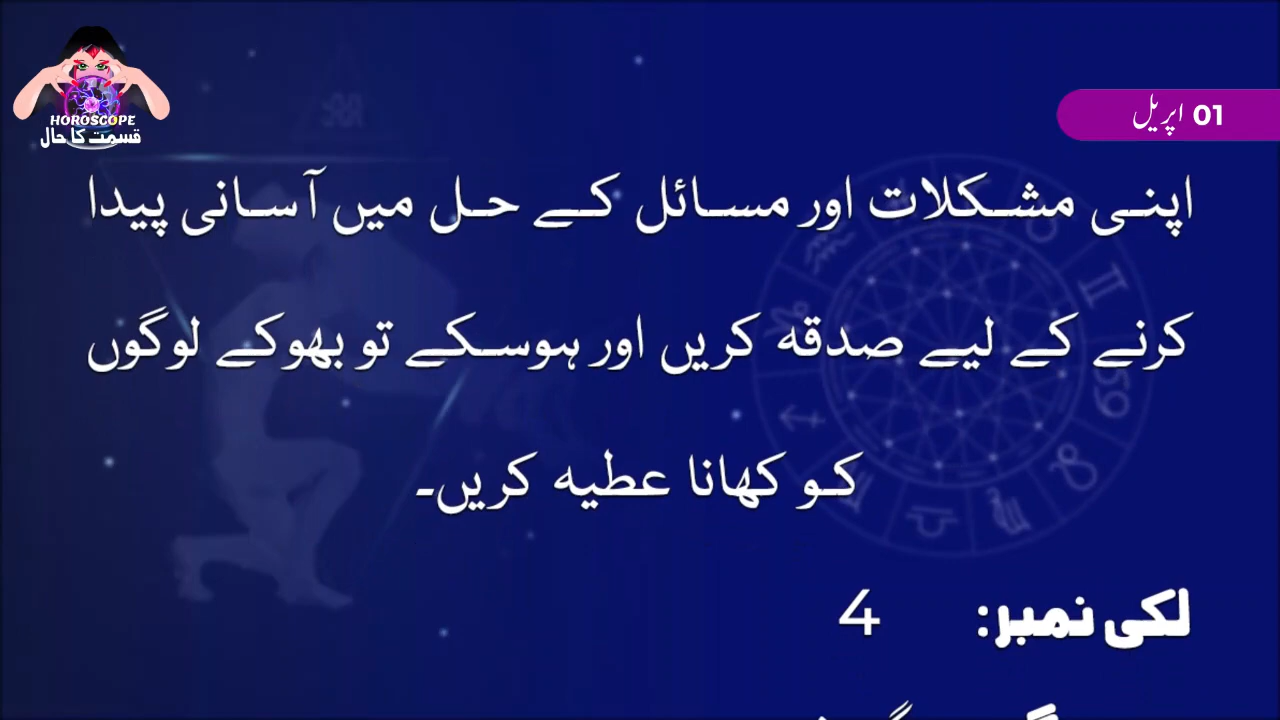 HOROSCOPE
قسمت کا حال
01 اپریل
اپنی مشکلات اور مسائل کے حل میں آسانی پیدا
کرنے کے لیے صدقہ کریں اور ہوسکے تو بھوکے لوگوں
کو کھانا عطیہ کریں۔
لکی نمبر: 4